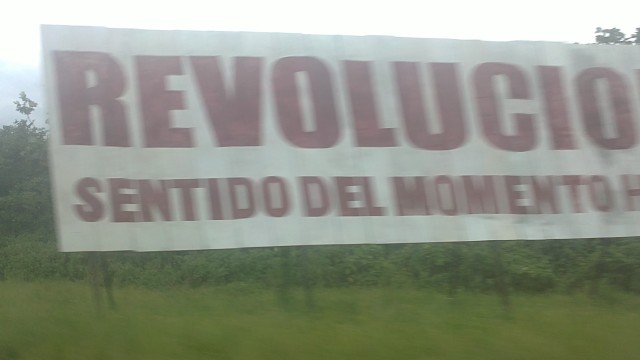 REVOLUCIO
SENTIDO DEL MOMENTO H